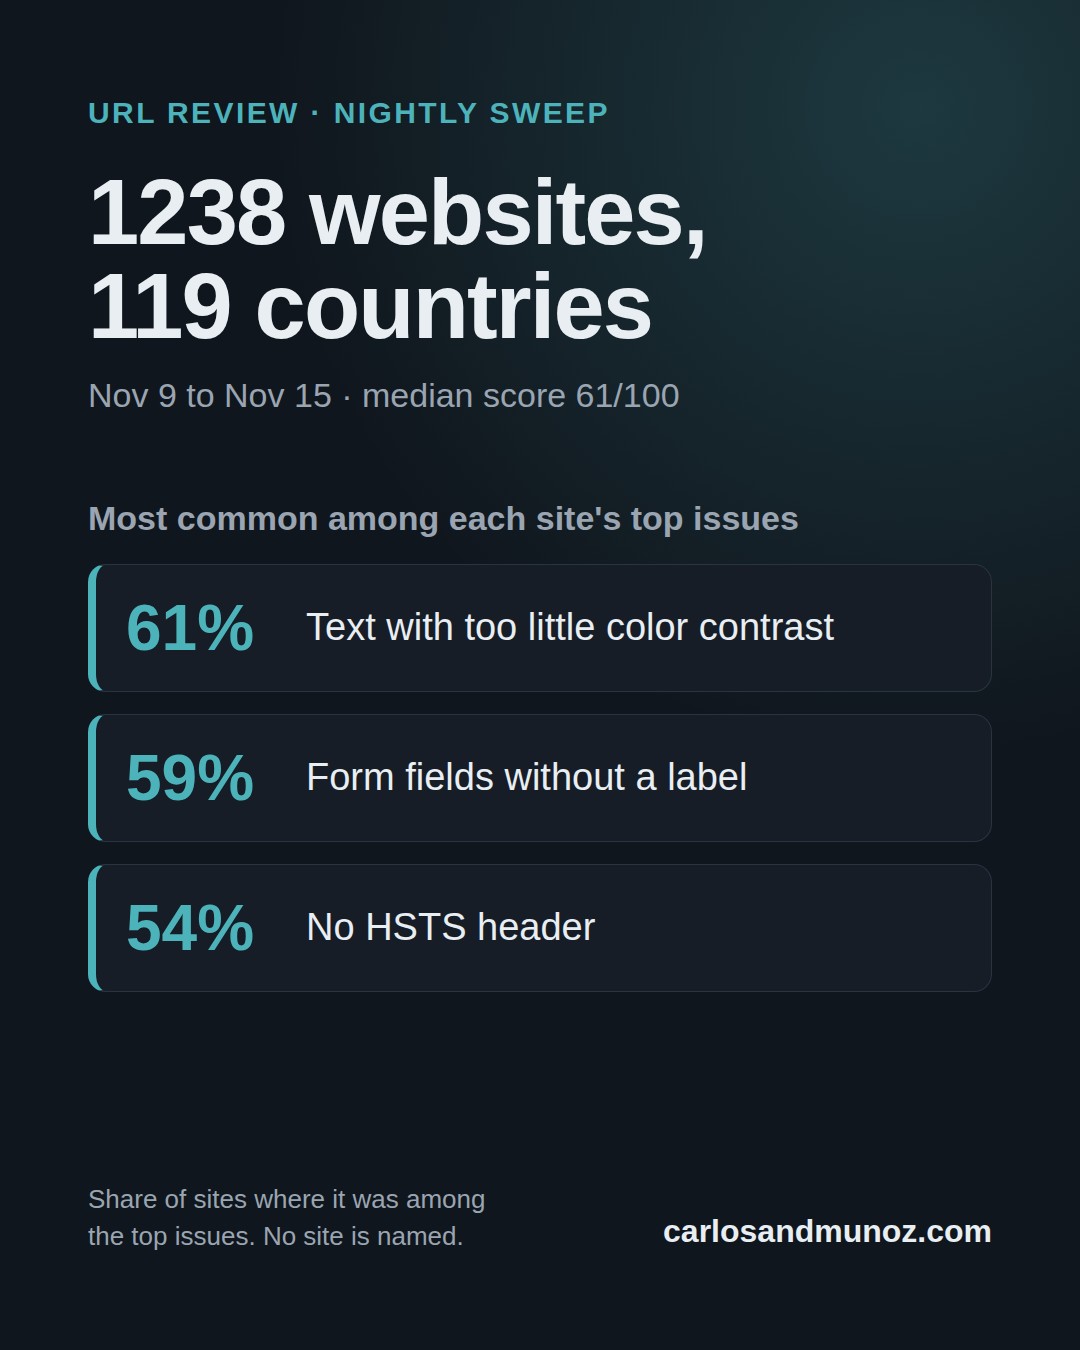 URL REVIEW · NIGHTLY SWEEP
1238 websites,
119 countries
Nov 9 to Nov 15 · median score 61/100
Most common among each site's top issues
61% Text with too little color contrast
59% Form fields without a label
54% No HSTS header
Share of sites where it was among
the top issues. No site is named.
carlosandmunoz.com